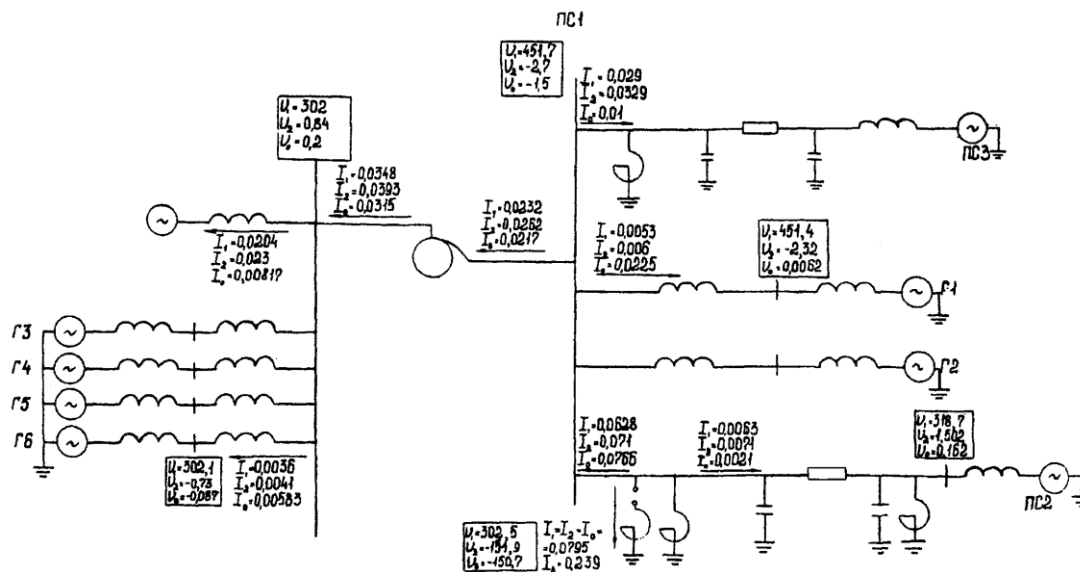 ПС1
U₁=451,7
U₂=-2,7
U₀=-1,5
I₁=0,029
I₂=0,0329
I₀=0,01
ПС3
U₁=302
U₂=0,84
U₀=0,2
I₁=0,0348
I₂=0,0393
I₀=0,0315
I₁=0,0232
I₂=0,0262
I₀=0,0217
I₁=0,0204
I₂=0,023
I₀=0,00817
I₁=0,0053
I₂=0,006
I₀=0,0225
U₁=451,4
U₂=-2,32
U₀=0,0062
Г1
Г2
Г3
Г4
Г5
Г6
U₁=302,1
U₂=-0,73
U₀=-0,087
I₁=0,0036
I₂=0,0041
I₀=0,00583
I₁=0,0628
I₂=0,071
I₀=0,0766
I₁=0,0063
I₂=0,0071
I₀=0,0021
U₁=318,7
U₂=1,502
U₀=0,162
ПС2
U₁=302,5
U₂=-151,9
U₀=-150,7
I₁=I₂=I₀=
=0,0795
I_A=0,239